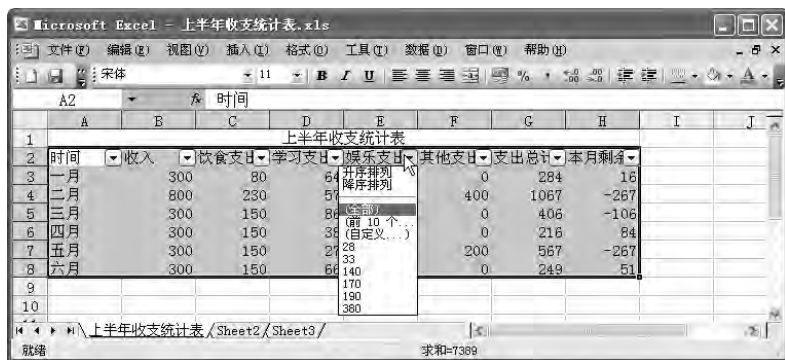 Microsoft Excel - 上半年收支统计表.xls
文件(F) 编辑(E) 视图(V) 插入(I) 格式(O) 工具(T) 数据(D) 窗口(W) 帮助(H)
宋体 11 B I U % ,
A2 fx 时间
A B C D E F G H I J
1 上半年收支统计表
2 时间 收入 饮食支出 学习支出 娱乐支出 其他支出 支出总计 本月剩余
3 一月 300 80 64 0 284 16
4 二月 800 230 57 400 1067 -267
5 三月 300 150 86 0 406 -106
6 四月 300 150 38 0 216 84
7 五月 300 150 27 200 567 -267
8 六月 300 150 66 0 249 51
9
10
升序排列
降序排列
(全部)
(前 10 个...
(自定义...)
28
33
140
170
190
380
上半年收支统计表 Sheet2 Sheet3
就绪 求和=7389